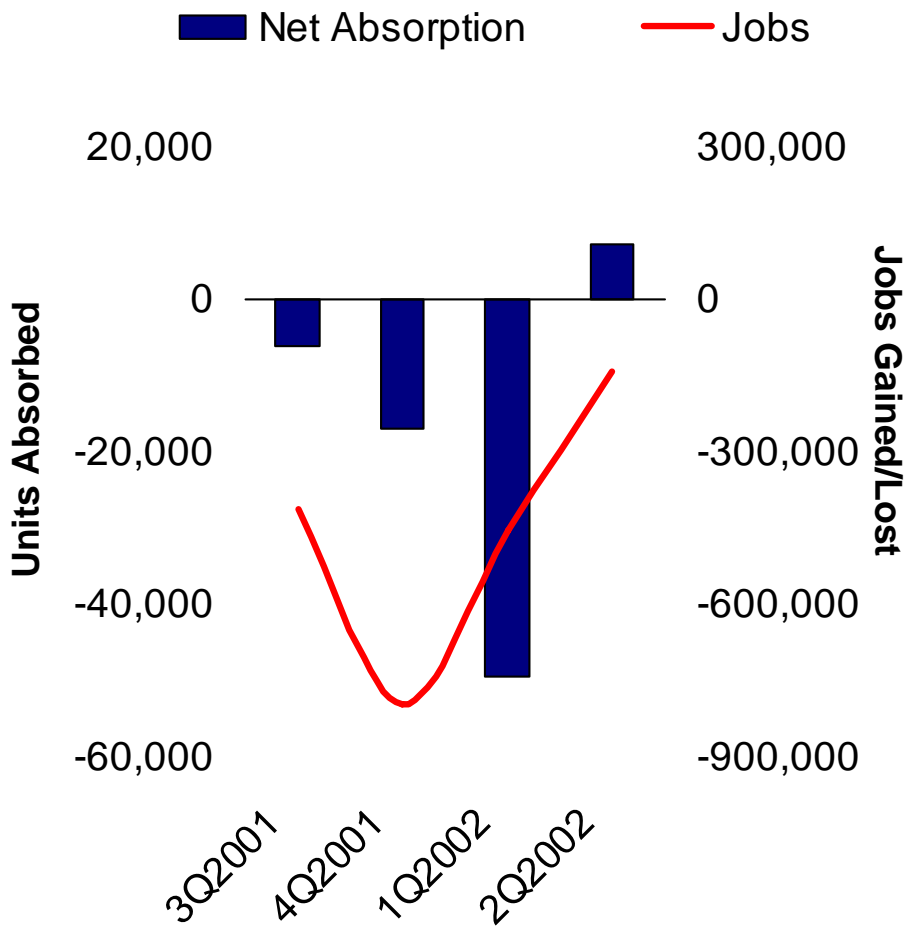 Net Absorption
Jobs
20,000
300,000
0
0
-20,000
-300,000
-40,000
-600,000
-60,000
-900,000
Units Absorbed
Jobs Gained/Lost
3Q2001
4Q2001
1Q2002
2Q2002